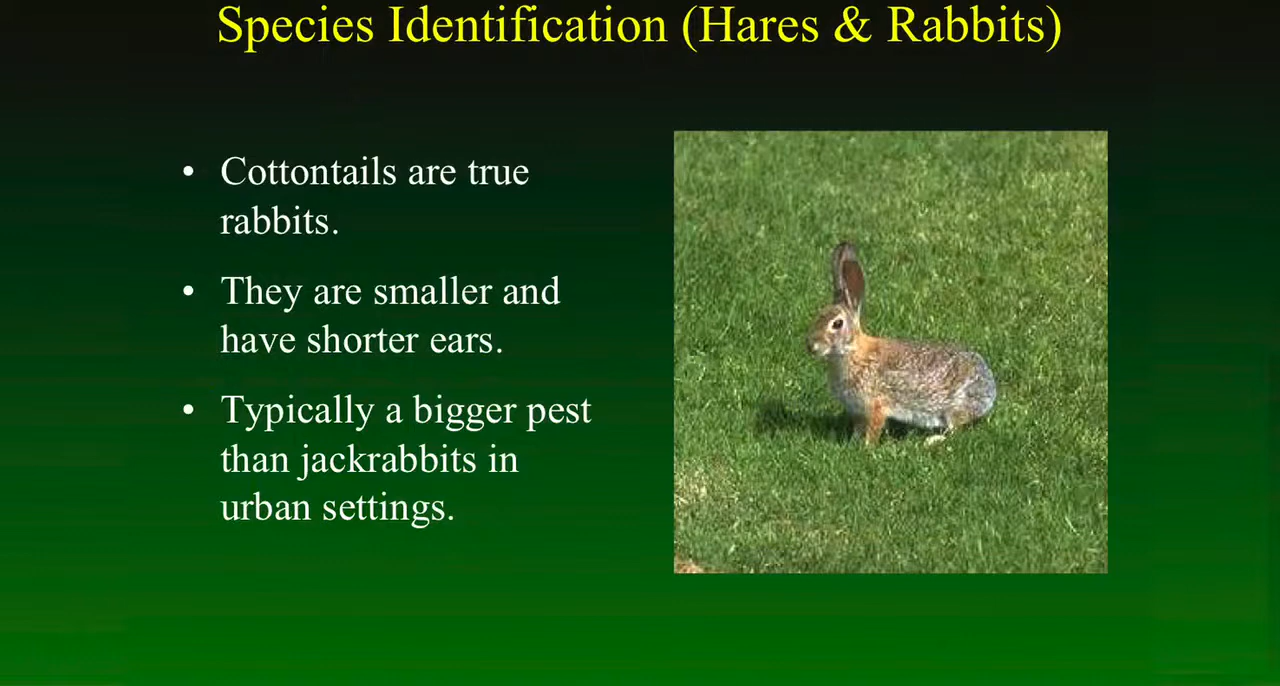 Species Identification (Hares & Rabbits)
• Cottontails are true
rabbits.
• They are smaller and
have shorter ears.
• Typically a bigger pest
than jackrabbits in
urban settings.